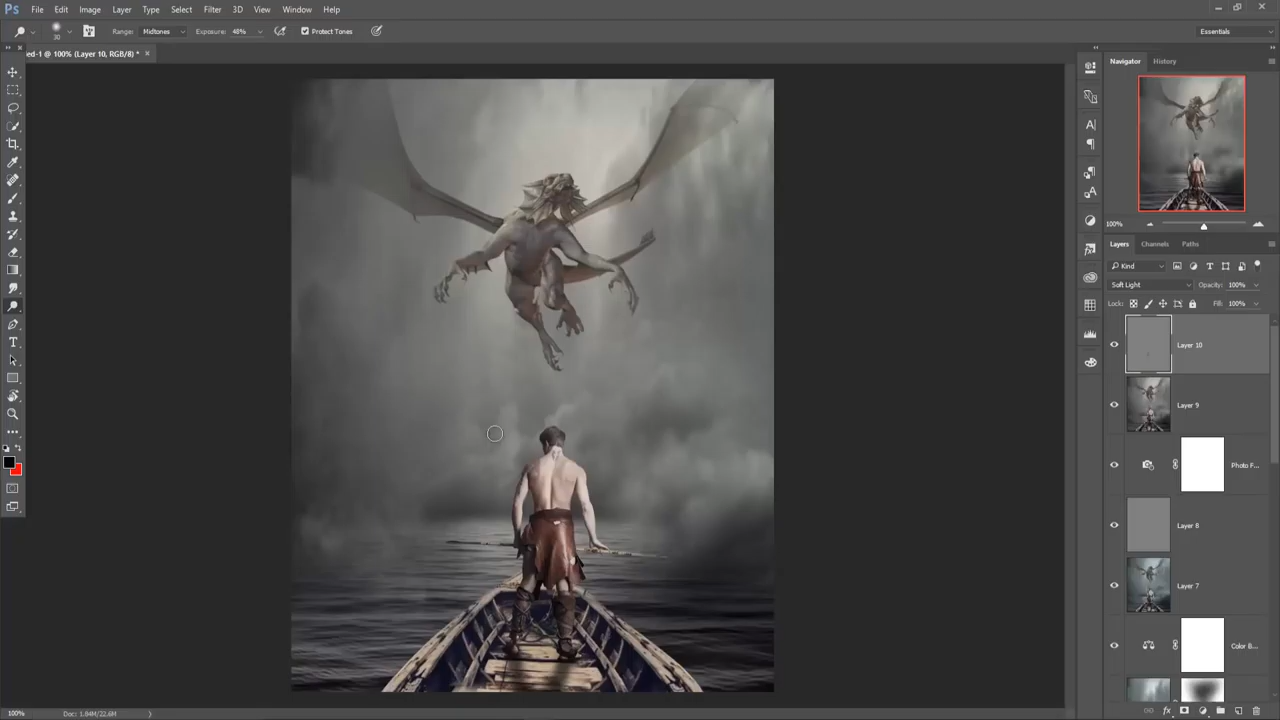 Ps File Edit Image Layer Type Select Filter 3D View Window Help
30 Range: Midtones Exposure: 48% Protect Tones Essentials
ed-1 @ 100% (Layer 10, RGB/8) * ×
Navigator History
100%
Layers Channels Paths
Kind
Soft Light Opacity: 100%
Lock: Fill: 100%
Layer 10
Layer 9
Photo F...
Layer 8
Layer 7
Color B...
100% Doc: 1.84M/22.6M